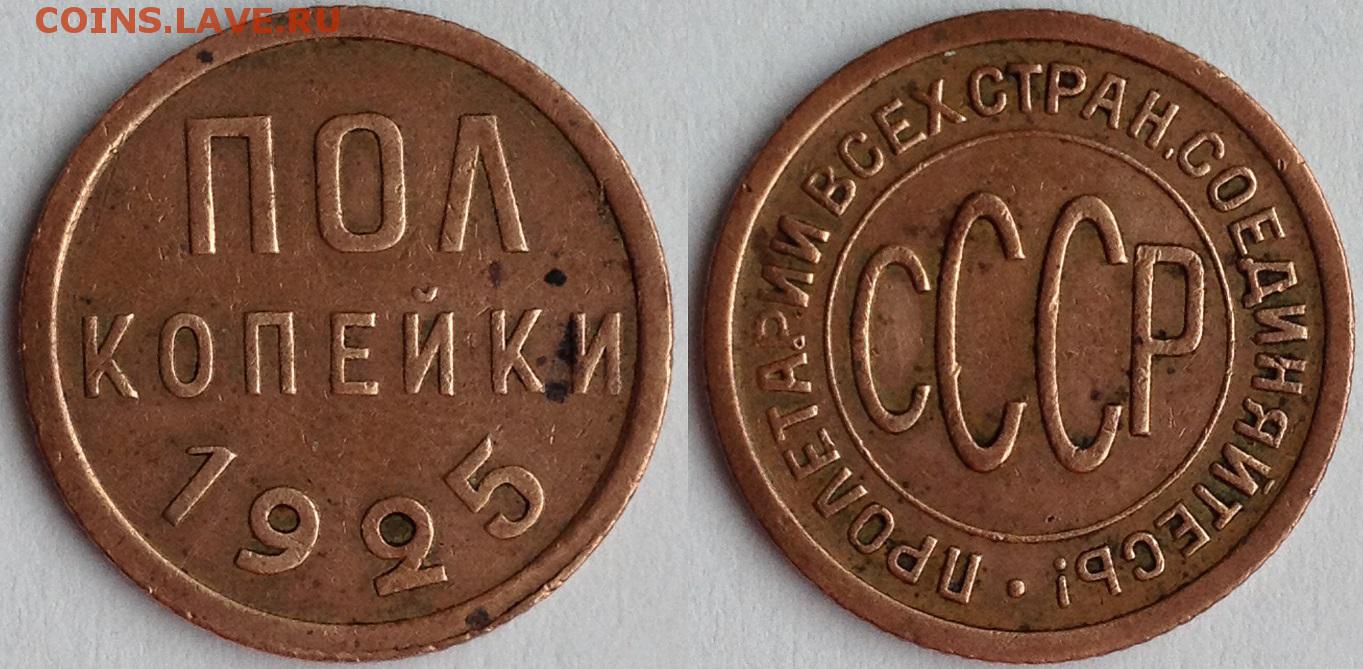 COINS.LAVE.RU
ПОЛ
КОПЕЙКИ
1925
ПРОЛЕТАРИИ ВСЕХ СТРАН, СОЕДИНЯЙТЕСЬ!
СССР